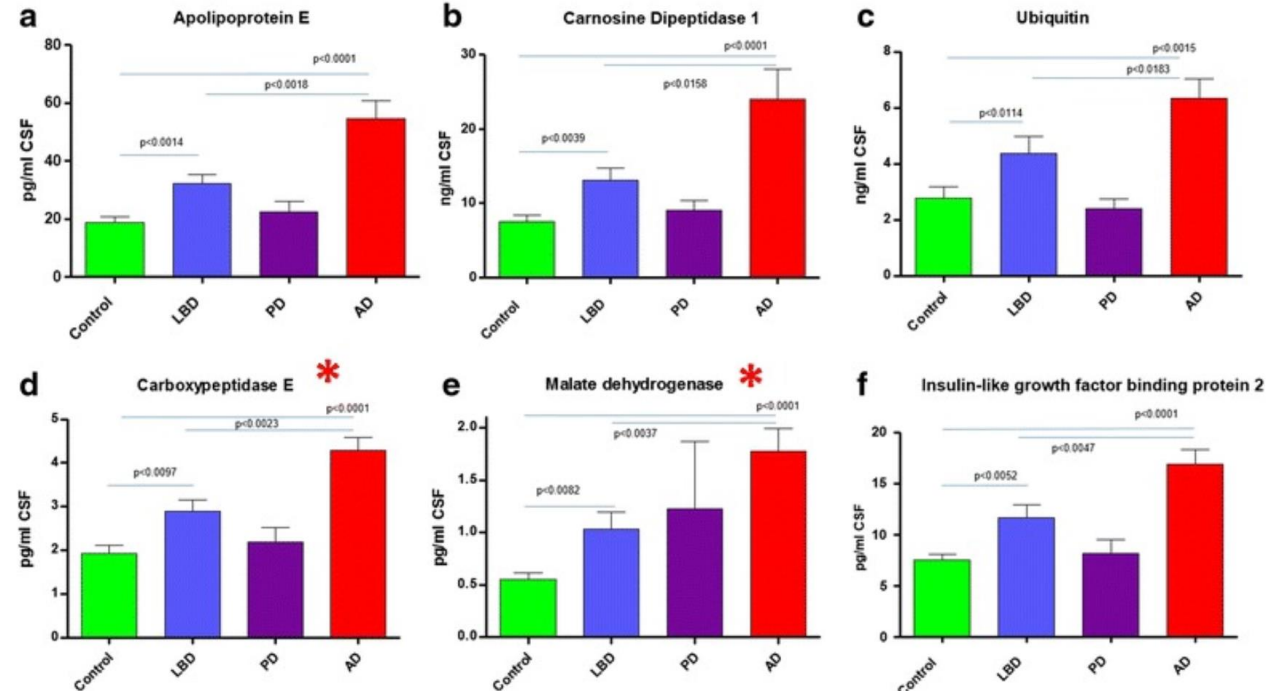 a Apolipoprotein E
80
60
40
20
0
pg/ml CSF
p<0.0001
p<0.0018
p<0.0014
Control LBD PD AD
b Carnosine Dipeptidase 1
30
20
10
0
ng/ml CSF
p<0.0001
p<0.0158
p<0.0039
Control LBD PD AD
c Ubiquitin
8
6
4
2
0
ng/ml CSF
p<0.0015
p<0.0183
p<0.0114
Control LBD PD AD
d Carboxypeptidase E *
5
4
3
2
1
0
pg/ml CSF
p<0.0001
p<0.0023
p<0.0097
Control LBD PD AD
e Malate dehydrogenase *
2.0
1.5
1.0
0.5
0.0
pg/ml CSF
p<0.0001
p<0.0037
p<0.0082
Control LBD PD AD
f Insulin-like growth factor binding protein 2
20
15
10
5
0
pg/ml CSF
p<0.0001
p<0.0047
p<0.0052
Control LBD PD AD